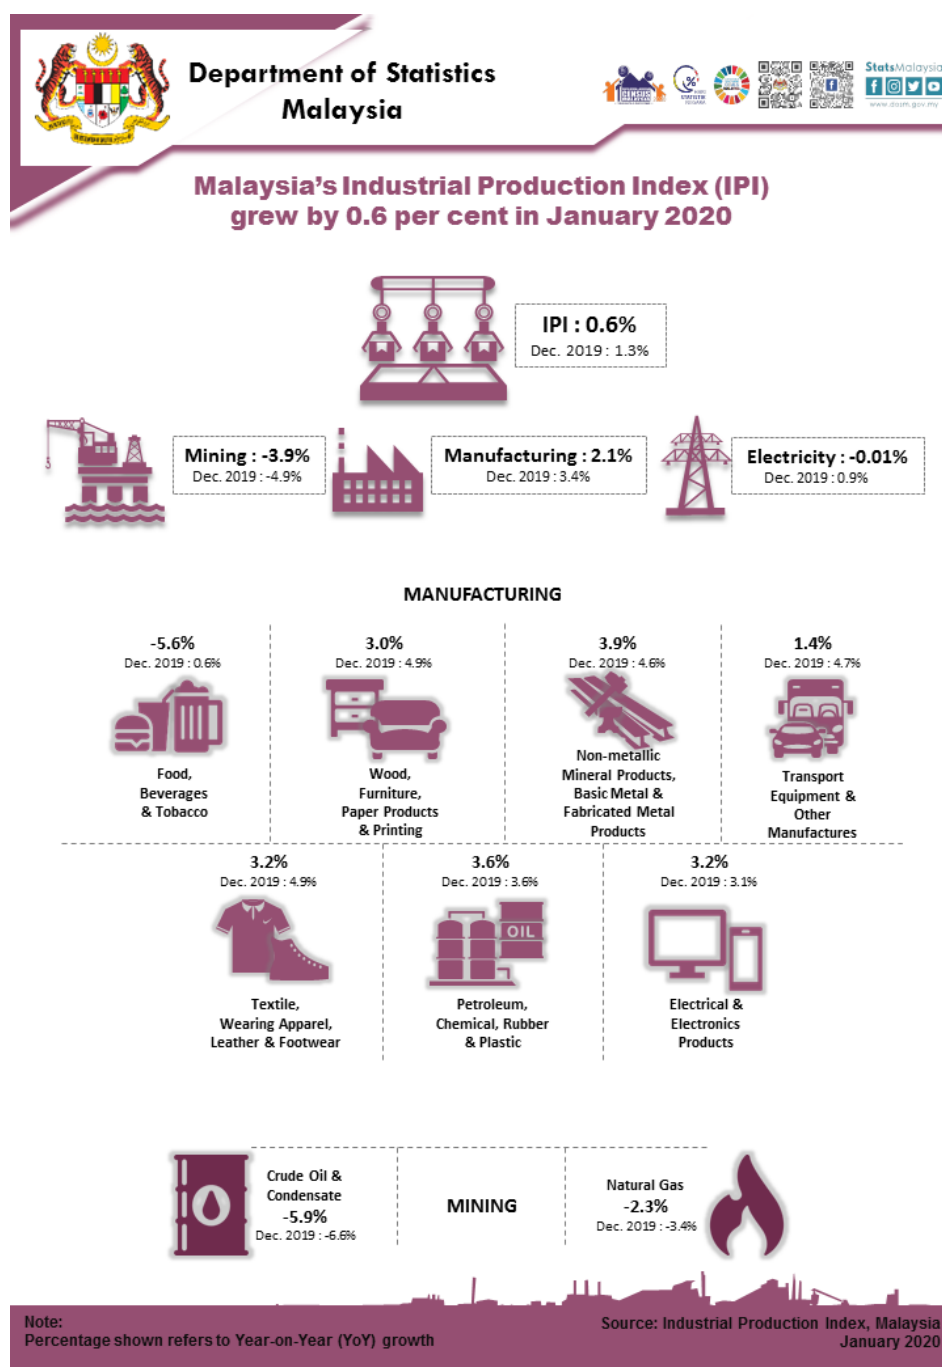 Department of Statistics
Malaysia
StatsMalaysia
www.dosm.gov.my
Malaysia's Industrial Production Index (IPI)
grew by 0.6 per cent in January 2020
IPI : 0.6%
Dec. 2019 : 1.3%
Mining : -3.9%
Dec. 2019 : -4.9%
Manufacturing : 2.1%
Dec. 2019 : 3.4%
Electricity : -0.01%
Dec. 2019 : 0.9%
MANUFACTURING
-5.6%
Dec. 2019 : 0.6%
Food,
Beverages
& Tobacco
3.0%
Dec. 2019 : 4.9%
Wood,
Furniture,
Paper Products
& Printing
3.9%
Dec. 2019 : 4.6%
Non-metallic
Mineral Products,
Basic Metal &
Fabricated Metal
Products
1.4%
Dec. 2019 : 4.7%
Transport
Equipment &
Other
Manufactures
3.2%
Dec. 2019 : 4.9%
Textile,
Wearing Apparel,
Leather & Footwear
3.6%
Dec. 2019 : 3.6%
OIL
Petroleum,
Chemical, Rubber
& Plastic
3.2%
Dec. 2019 : 3.1%
Electrical &
Electronics
Products
Crude Oil &
Condensate
-5.9%
Dec. 2019 : -6.6%
MINING
Natural Gas
-2.3%
Dec. 2019 : -3.4%
Note:
Percentage shown refers to Year-on-Year (YoY) growth
Source: Industrial Production Index, Malaysia
January 2020